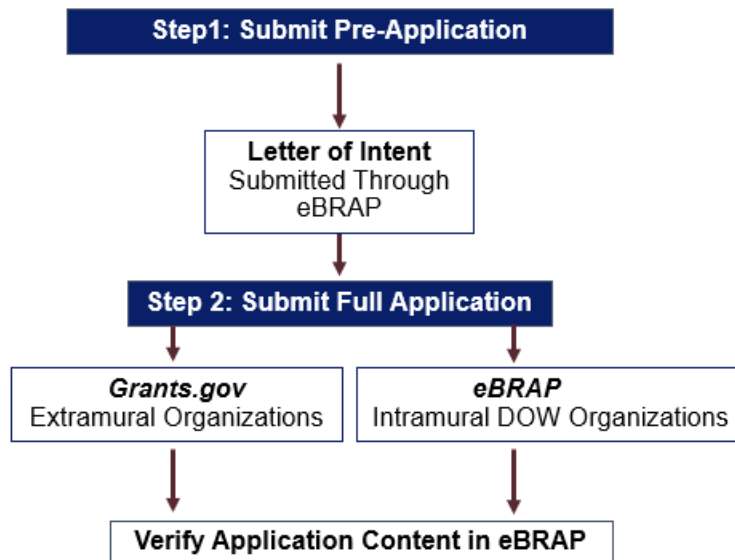 Step1: Submit Pre-Application
Letter of Intent
Submitted Through
eBRAP
Step 2: Submit Full Application
Grants.gov
Extramural Organizations
eBRAP
Intramural DOW Organizations
Verify Application Content in eBRAP